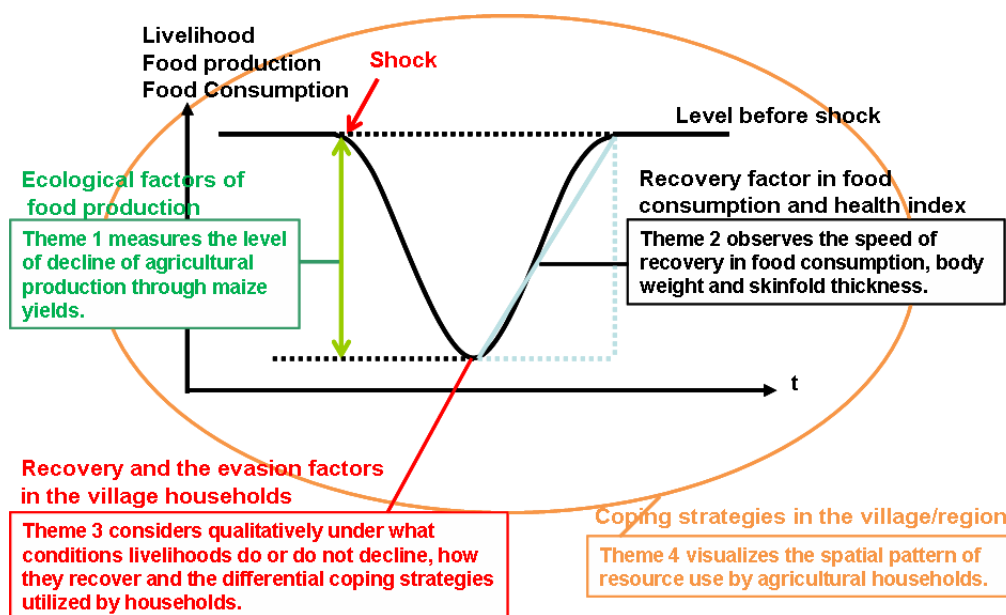 Livelihood
Food production
Food Consumption
Shock
Level before shock
Ecological factors of
food production
Theme 1 measures the level
of decline of agricultural
production through maize
yields.
Recovery factor in food
consumption and health index
Theme 2 observes the speed of
recovery in food consumption, body
weight and skinfold thickness.
t
Recovery and the evasion factors
in the village households
Theme 3 considers qualitatively under what
conditions livelihoods do or do not decline, how
they recover and the differential coping strategies
utilized by households.
Coping strategies in the village/region
Theme 4 visualizes the spatial pattern of
resource use by agricultural households.